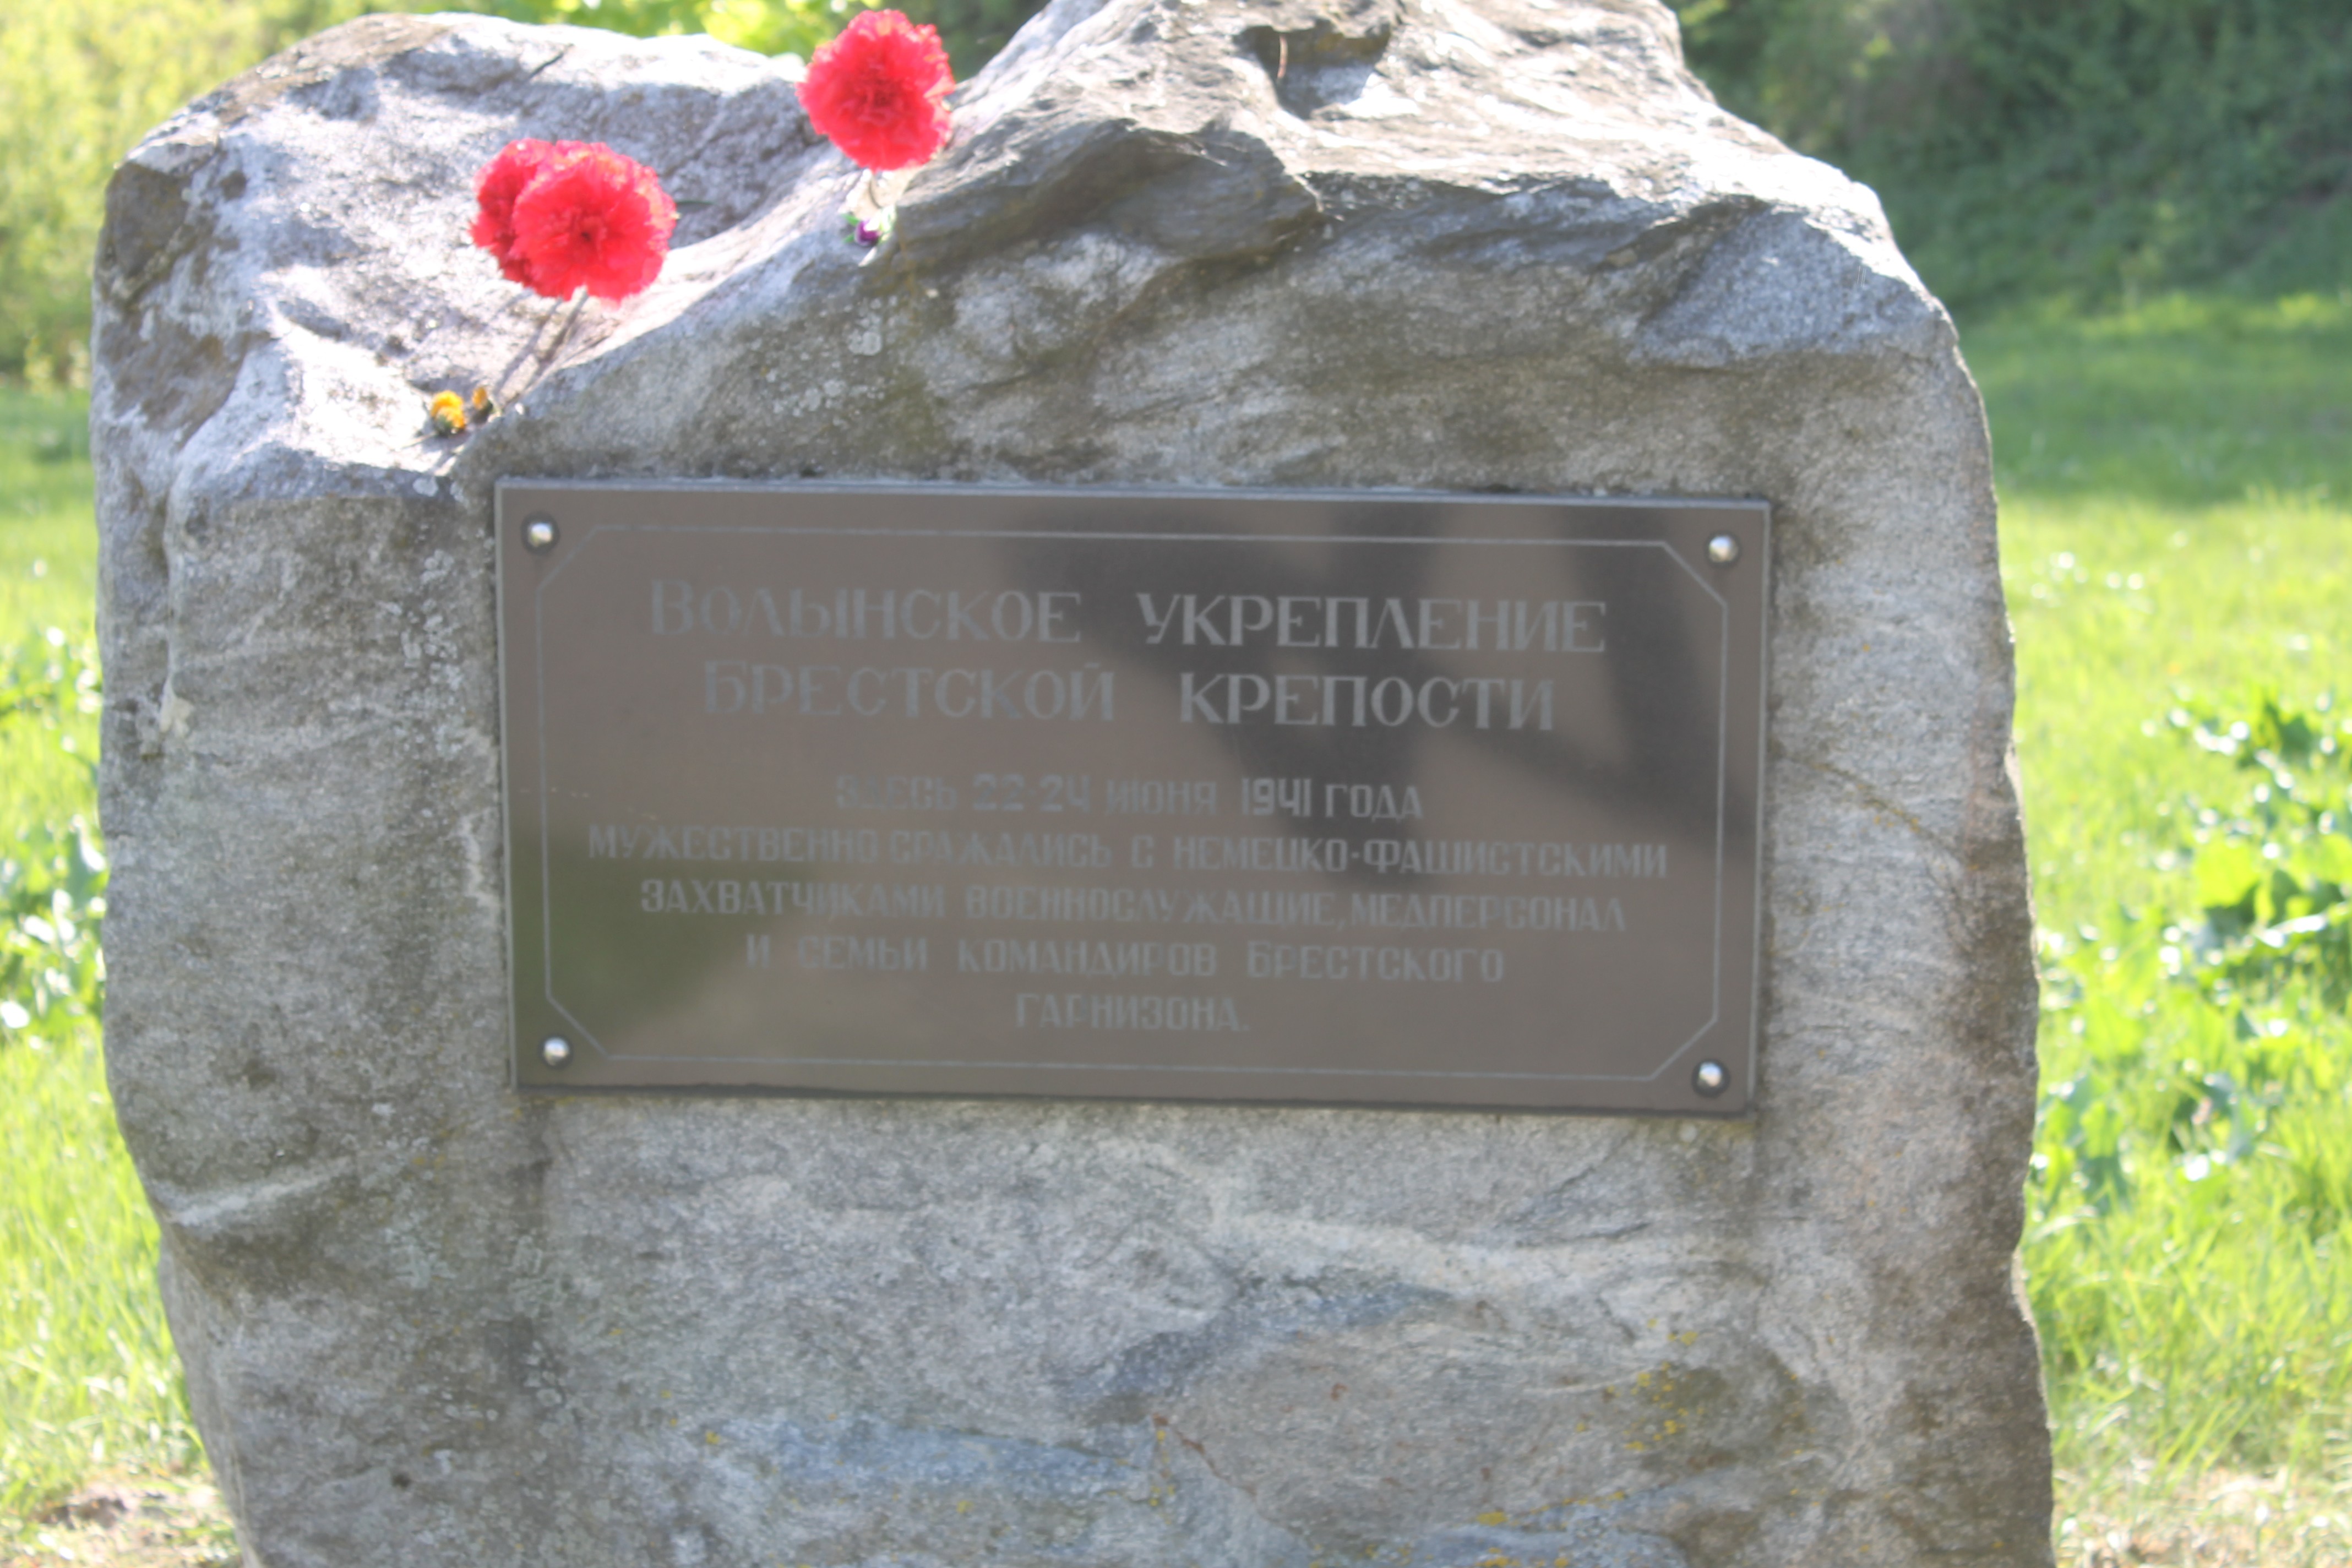 Волынское укрепление
Брестской крепости
здесь 22-24 июня 1941 года
мужественно сражались с немецко-фашистскими
захватчиками военнослужащие, медперсонал
и семьи командиров Брестского
гарнизона.